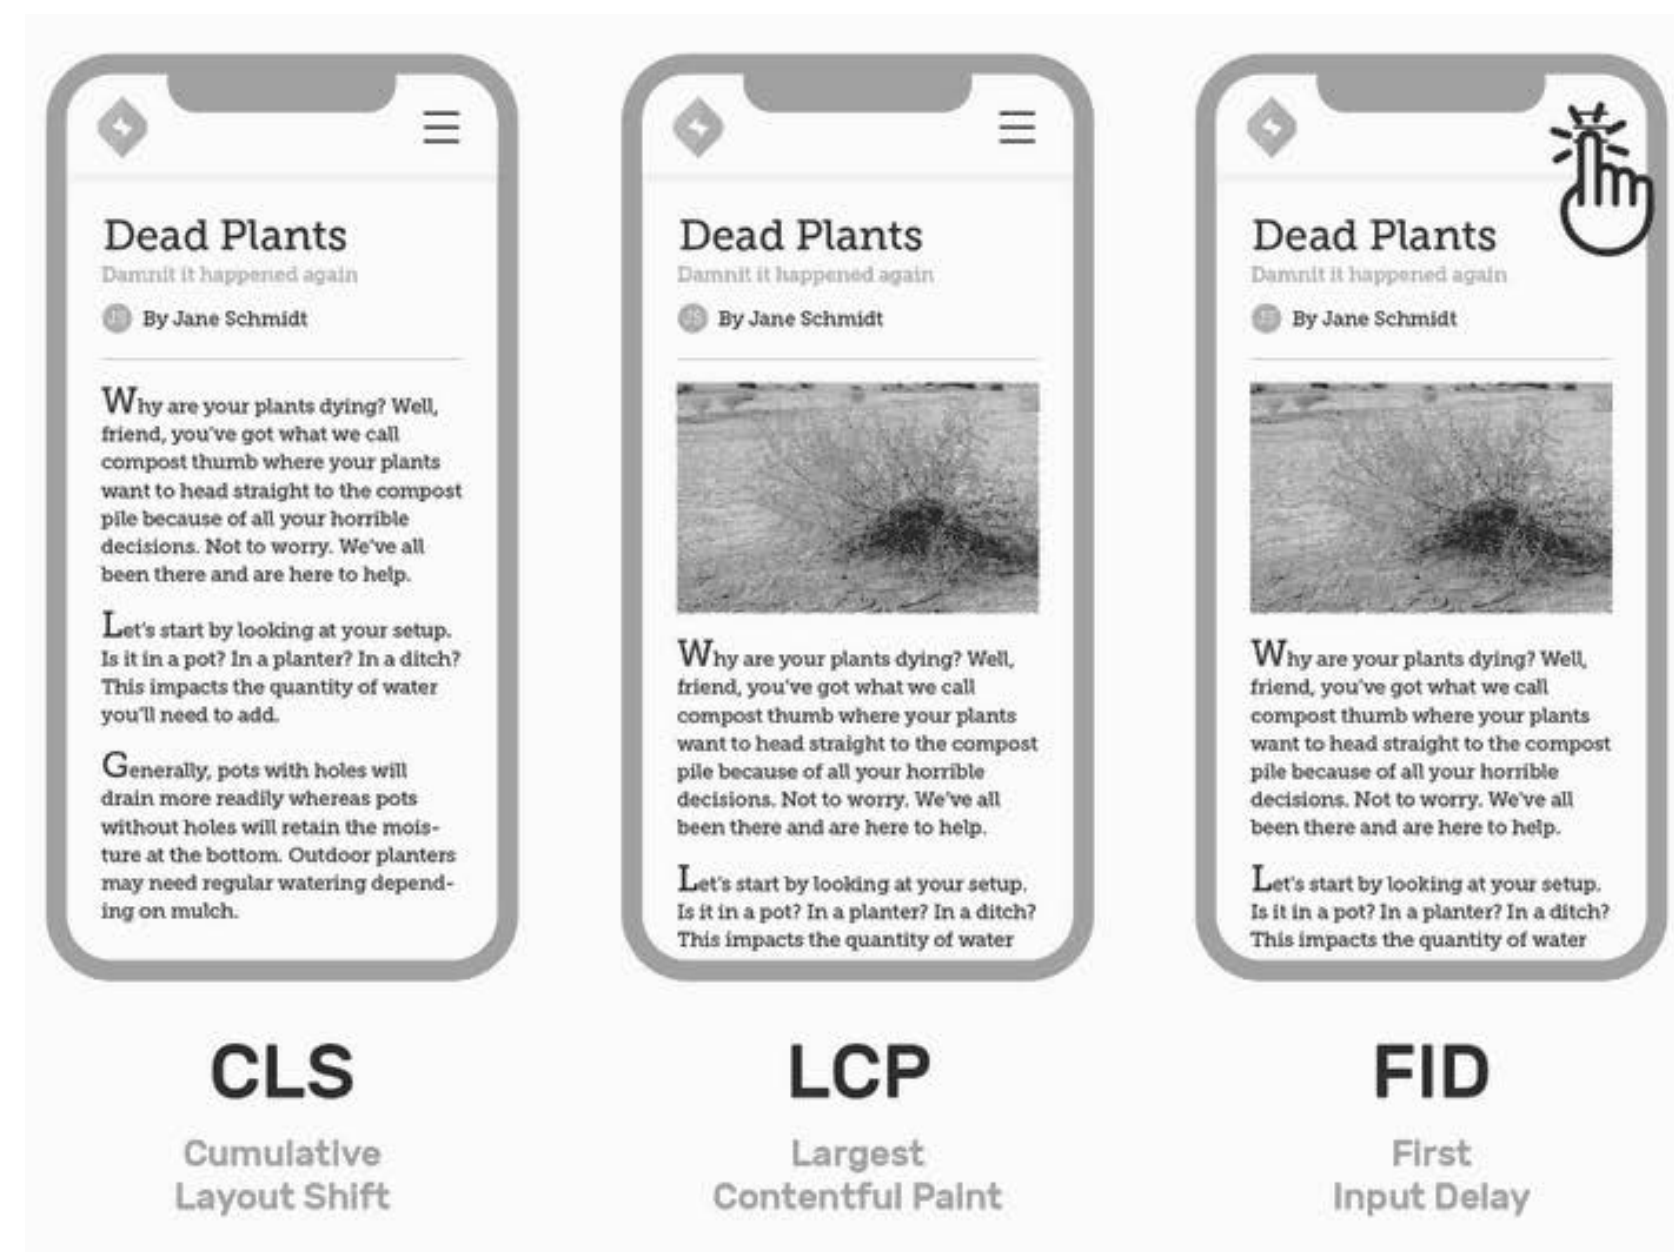 Dead Plants
Damnit it happened again
By Jane Schmidt
Why are your plants dying? Well,
friend, you've got what we call
compost thumb where your plants
want to head straight to the compost
pile because of all your horrible
decisions. Not to worry. We've all
been there and are here to help.
Let's start by looking at your setup.
Is it in a pot? In a planter? In a ditch?
This impacts the quantity of water
you'll need to add.
Generally, pots with holes will
drain more readily whereas pots
without holes will retain the mois-
ture at the bottom. Outdoor planters
may need regular watering depend-
ing on mulch.
CLS
Cumulative
Layout Shift
Dead Plants
Damnit it happened again
By Jane Schmidt
Why are your plants dying? Well,
friend, you've got what we call
compost thumb where your plants
want to head straight to the compost
pile because of all your horrible
decisions. Not to worry. We've all
been there and are here to help.
Let's start by looking at your setup.
Is it in a pot? In a planter? In a ditch?
This impacts the quantity of water
LCP
Largest
Contentful Paint
Dead Plants
Damnit it happened again
By Jane Schmidt
Why are your plants dying? Well,
friend, you've got what we call
compost thumb where your plants
want to head straight to the compost
pile because of all your horrible
decisions. Not to worry. We've all
been there and are here to help.
Let's start by looking at your setup.
Is it in a pot? In a planter? In a ditch?
This impacts the quantity of water
FID
First
Input Delay